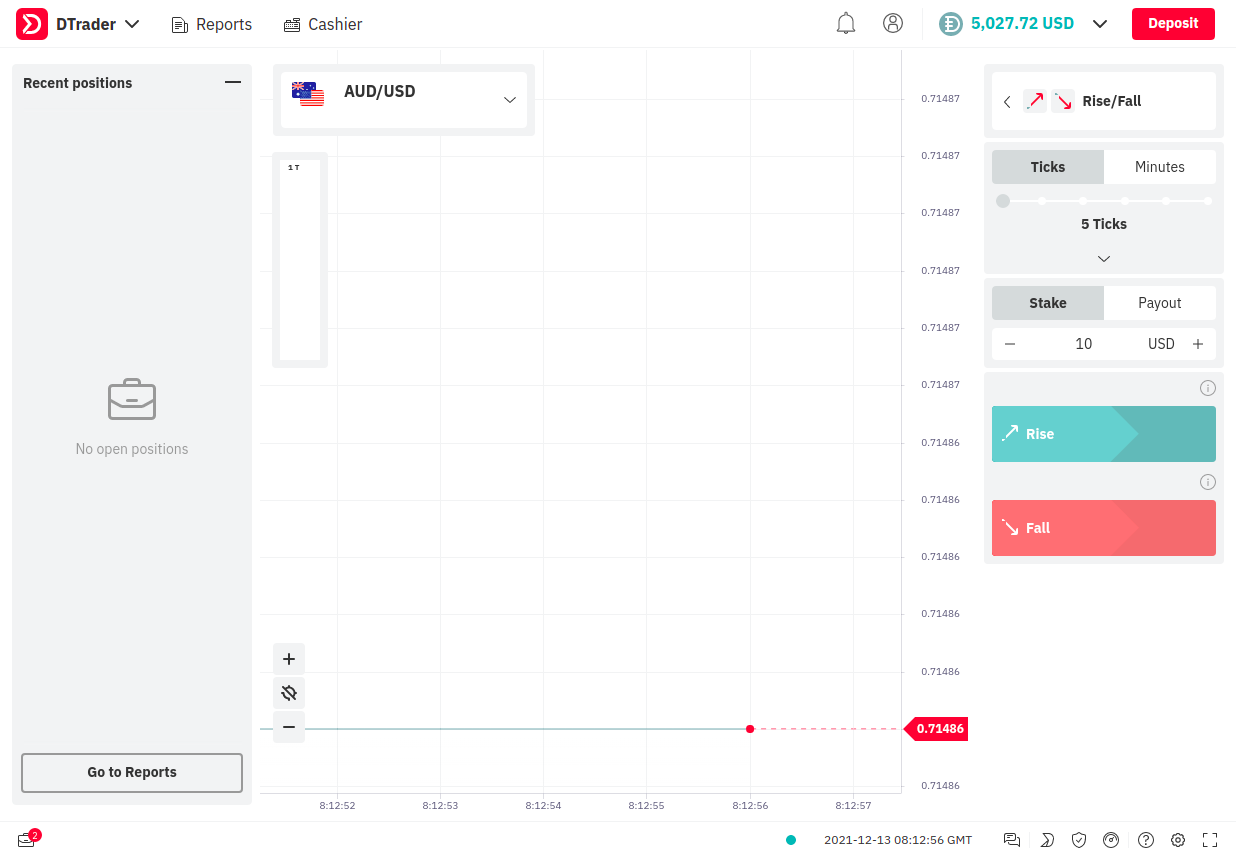 DTrader
Reports
Cashier
5,027.72 USD
Deposit
Recent positions
No open positions
Go to Reports
AUD/USD
1 T
0.71487
0.71487
0.71487
0.71487
0.71487
0.71487
0.71486
0.71486
0.71486
0.71486
0.71486
0.71486
0.71486
8:12:52
8:12:53
8:12:54
8:12:55
8:12:56
8:12:57
Rise/Fall
Ticks
Minutes
5 Ticks
Stake
Payout
10
USD
Rise
Fall
2
2021-12-13 08:12:56 GMT